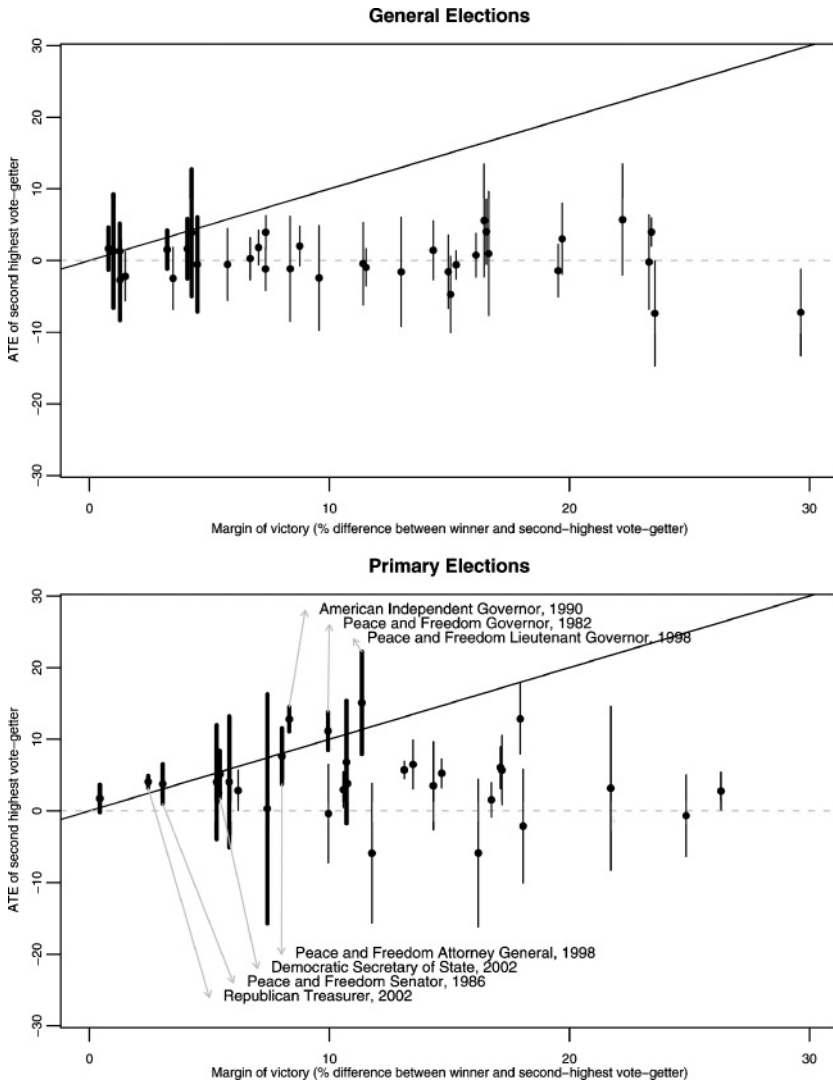 General Elections
30
20
10
0
−10
−20
−30
ATE of second highest vote−getter
0
10
20
30
Margin of victory (% difference between winner and second−highest vote−getter)
Primary Elections
30
20
10
0
−10
−20
−30
ATE of second highest vote−getter
American Independent Governor, 1990
Peace and Freedom Governor, 1982
Peace and Freedom Lieutenant Governor, 1998
Peace and Freedom Attorney General, 1998
Democratic Secretary of State, 2002
Peace and Freedom Senator, 1986
Republican Treasurer, 2002
0
10
20
30
Margin of victory (% difference between winner and second−highest vote−getter)